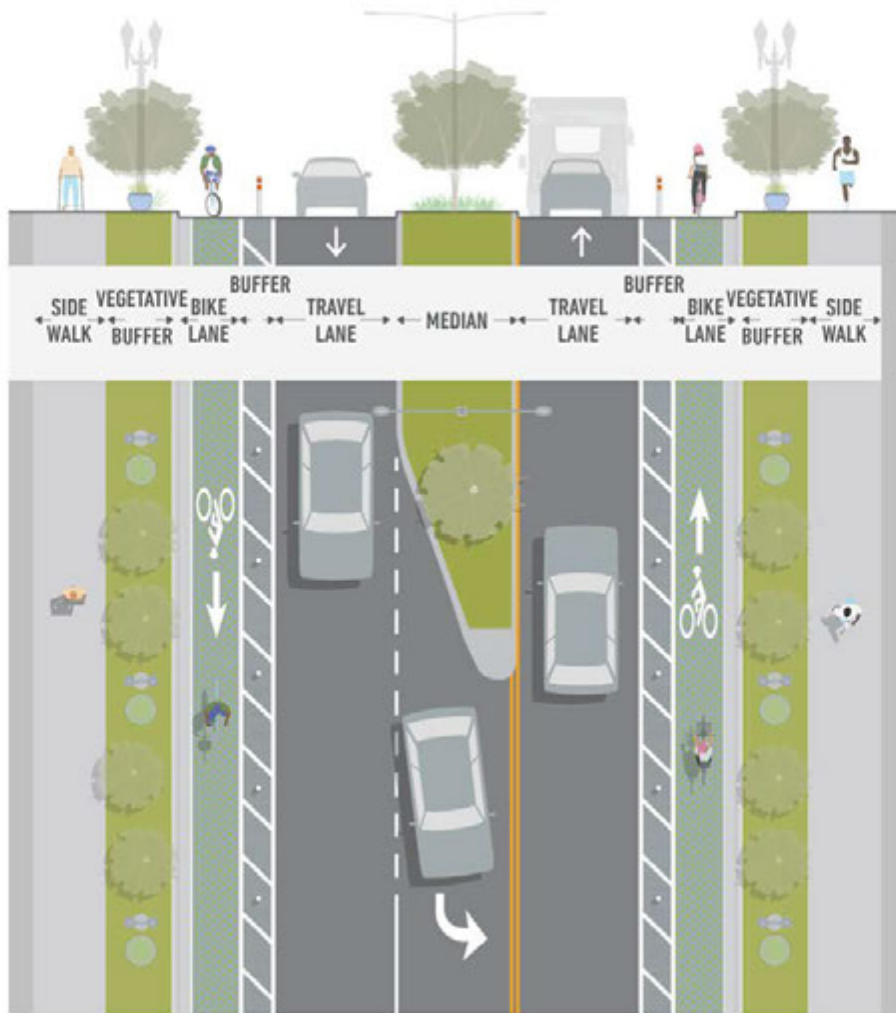 SIDE
WALK
VEGETATIVE
BUFFER
BIKE
LANE
BUFFER
TRAVEL
LANE
MEDIAN
TRAVEL
LANE
BUFFER
BIKE
LANE
VEGETATIVE
BUFFER
SIDE
WALK